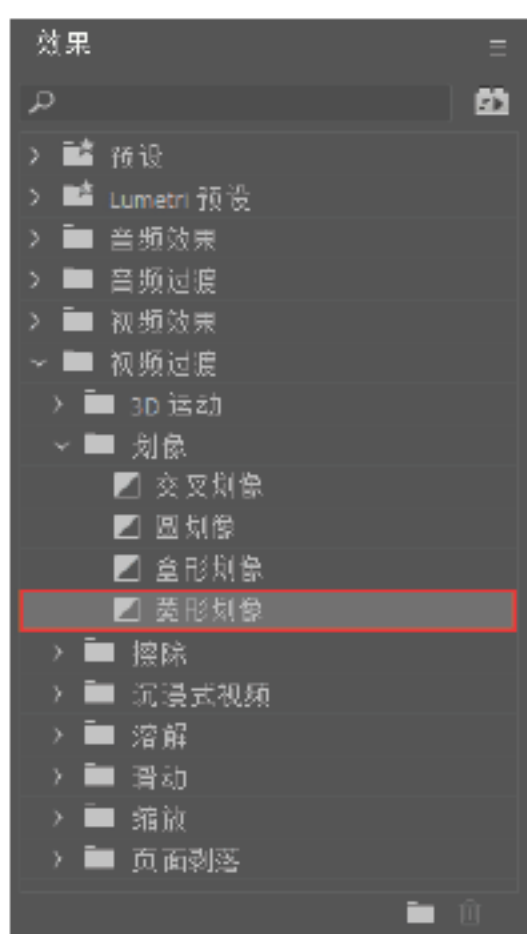 效果
预设
Lumetri 预设
音频效果
音频过渡
视频效果
视频过渡
3D 运动
划像
交叉划像
圆划像
盒形划像
菱形划像
擦除
沉浸式视频
溶解
滑动
缩放
页面剥落